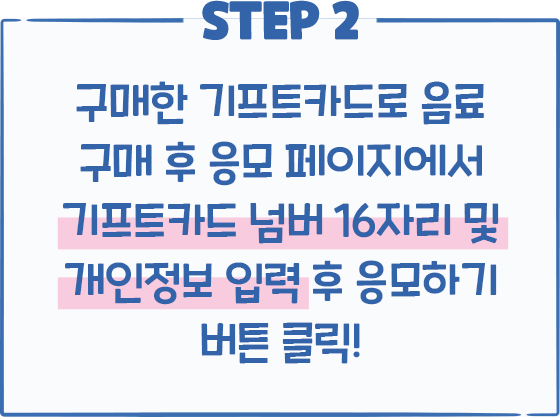 STEP 2
구매한 기프트카드로 음료
구매 후 응모 페이지에서
기프트카드 넘버 16자리 및
개인정보 입력 후 응모하기
버튼 클릭!